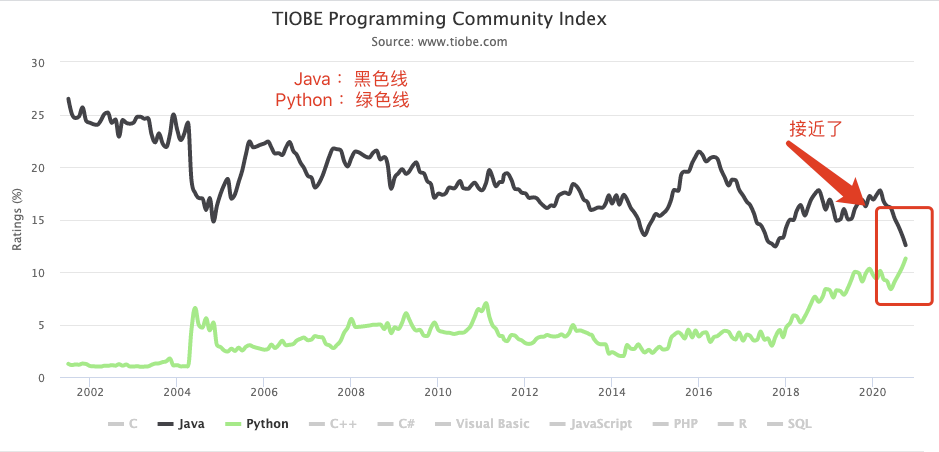 TIOBE Programming Community Index
Source: www.tiobe.com
Java： 黑色线
Python： 绿色线
接近了
Ratings (%)
30
25
20
15
10
5
0
2002 2004 2006 2008 2010 2012 2014 2016 2018 2020
C Java Python C++ C# Visual Basic JavaScript PHP R SQL